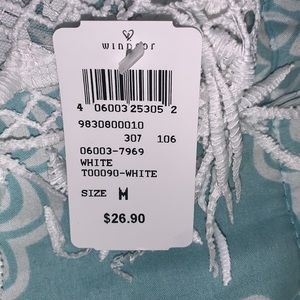 WINDSOR
4 06003 25305 2
9830800010
307 106
06003-7969
WHITE
T00090-WHITE
SIZE M
$26.90